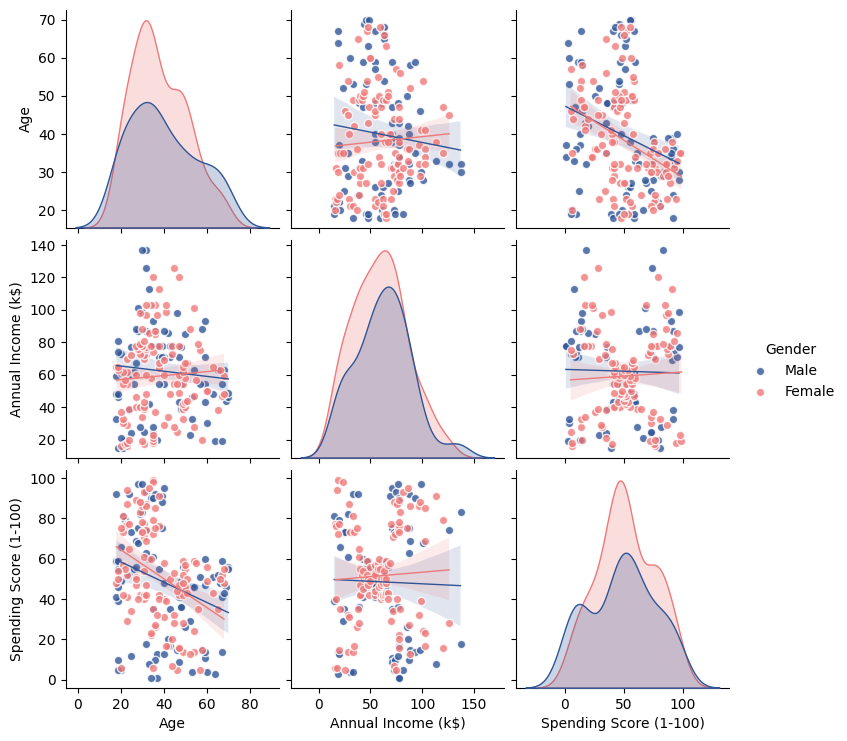 70
60
50
40
30
20
Age
140
120
100
80
60
40
20
Annual Income (k$)
Gender
Male
Female
100
80
60
40
20
0
Spending Score (1-100)
0 20 40 60 80
0 50 100 150
0 50 100
Age
Annual Income (k$)
Spending Score (1-100)